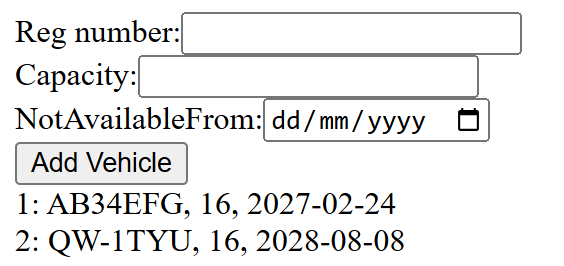 Reg number:
Capacity:
NotAvailableFrom: dd/mm/yyyy
Add Vehicle
1: AB34EFG, 16, 2027-02-24
2: QW-1TYU, 16, 2028-08-08